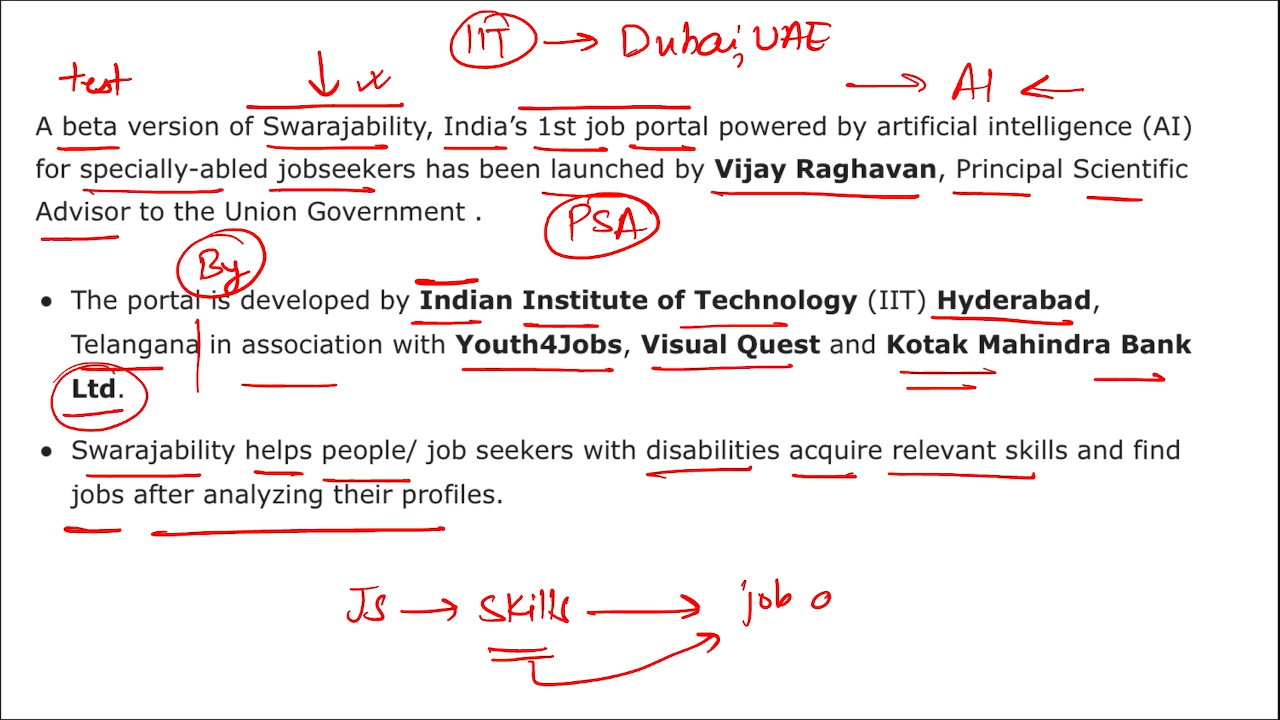 IIT → Dubai, UAE
test ↓ → AI ←
A beta version of Swarajability, India’s 1st job portal powered by artificial intelligence (AI)
for specially-abled jobseekers has been launched by Vijay Raghavan, Principal Scientific
Advisor to the Union Government .
PSA
By
• The portal is developed by Indian Institute of Technology (IIT) Hyderabad,
Telangana in association with Youth4Jobs, Visual Quest and Kotak Mahindra Bank
Ltd.
• Swarajability helps people/ job seekers with disabilities acquire relevant skills and find
jobs after analyzing their profiles.
JS → skills → job o